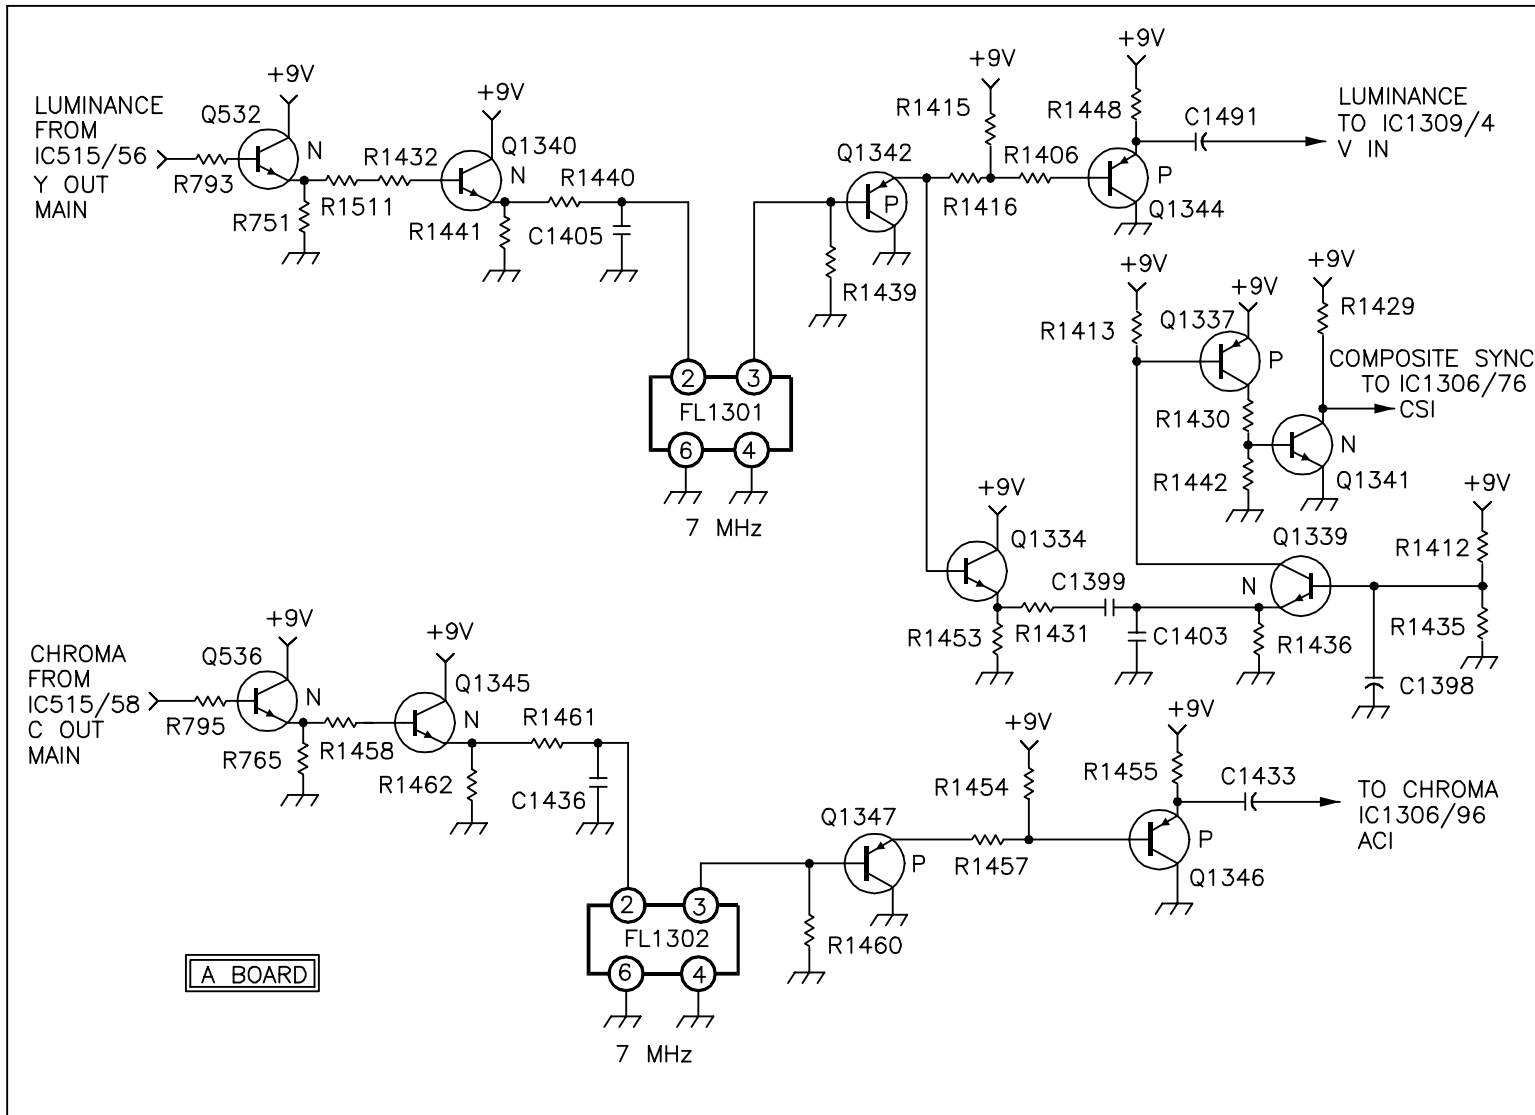 LUMINANCE
FROM
IC515/56
Y OUT
MAIN
R793
Q532
+9V
N
R751
R1511
R1432
+9V
Q1340
N
R1441
R1440
C1405
2
3
FL1301
6
4
7 MHz
Q1342
P
R1439
+9V
R1415
R1416
R1406
+9V
R1448
P
Q1344
C1491
LUMINANCE
TO IC1309/4
V IN
+9V
R1413
+9V
Q1337
P
R1430
R1442
+9V
R1429
COMPOSITE SYNC
TO IC1306/76
CSI
N
Q1341
+9V
Q1334
R1453
R1431
C1399
C1403
Q1339
N
R1436
+9V
R1412
R1435
C1398
CHROMA
FROM
IC515/58
C OUT
MAIN
R795
Q536
+9V
N
R765
R1458
+9V
Q1345
N
R1462
R1461
C1436
2
3
FL1302
6
4
7 MHz
Q1347
P
R1460
+9V
R1454
R1457
+9V
R1455
P
Q1346
C1433
TO CHROMA
IC1306/96
ACI
A BOARD